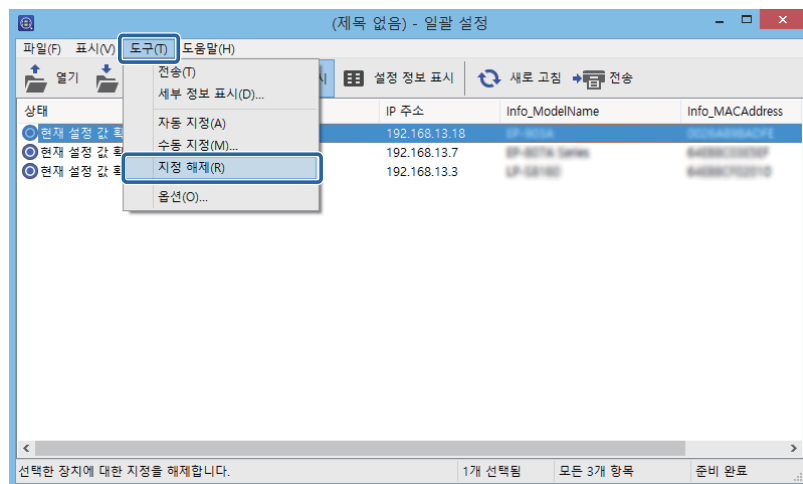 (제목 없음) - 일괄 설정
파일(F) 표시(V) 도구(T) 도움말(H)
열기 설정 정보 표시 새로 고침 전송
전송(T)
세부 정보 표시(D)...
자동 지정(A)
수동 지정(M)...
지정 해제(R)
옵션(O)...
상태 IP 주소 Info_ModelName Info_MACAddress
현재 설정 값 192.168.13.18
현재 설정 값 192.168.13.7
현재 설정 값 192.168.13.3
선택한 장치에 대한 지정을 해제합니다. 1개 선택됨 모든 3개 항목 준비 완료